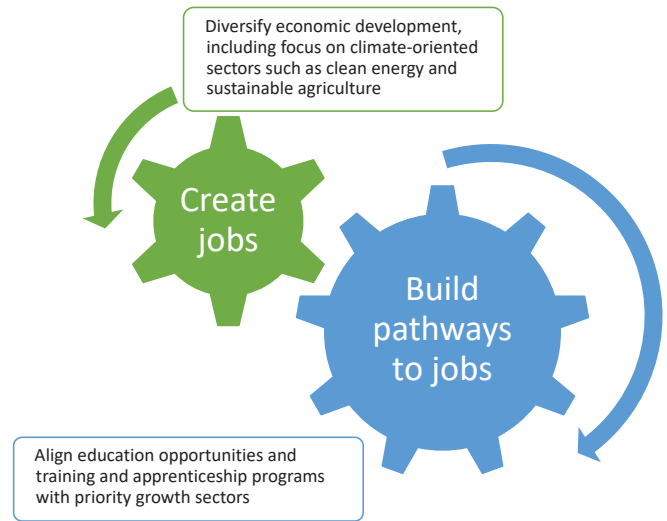 Diversify economic development,
including focus on climate-oriented
sectors such as clean energy and
sustainable agriculture
Create
jobs
Build
pathways
to jobs
Align education opportunities and
training and apprenticeship programs
with priority growth sectors